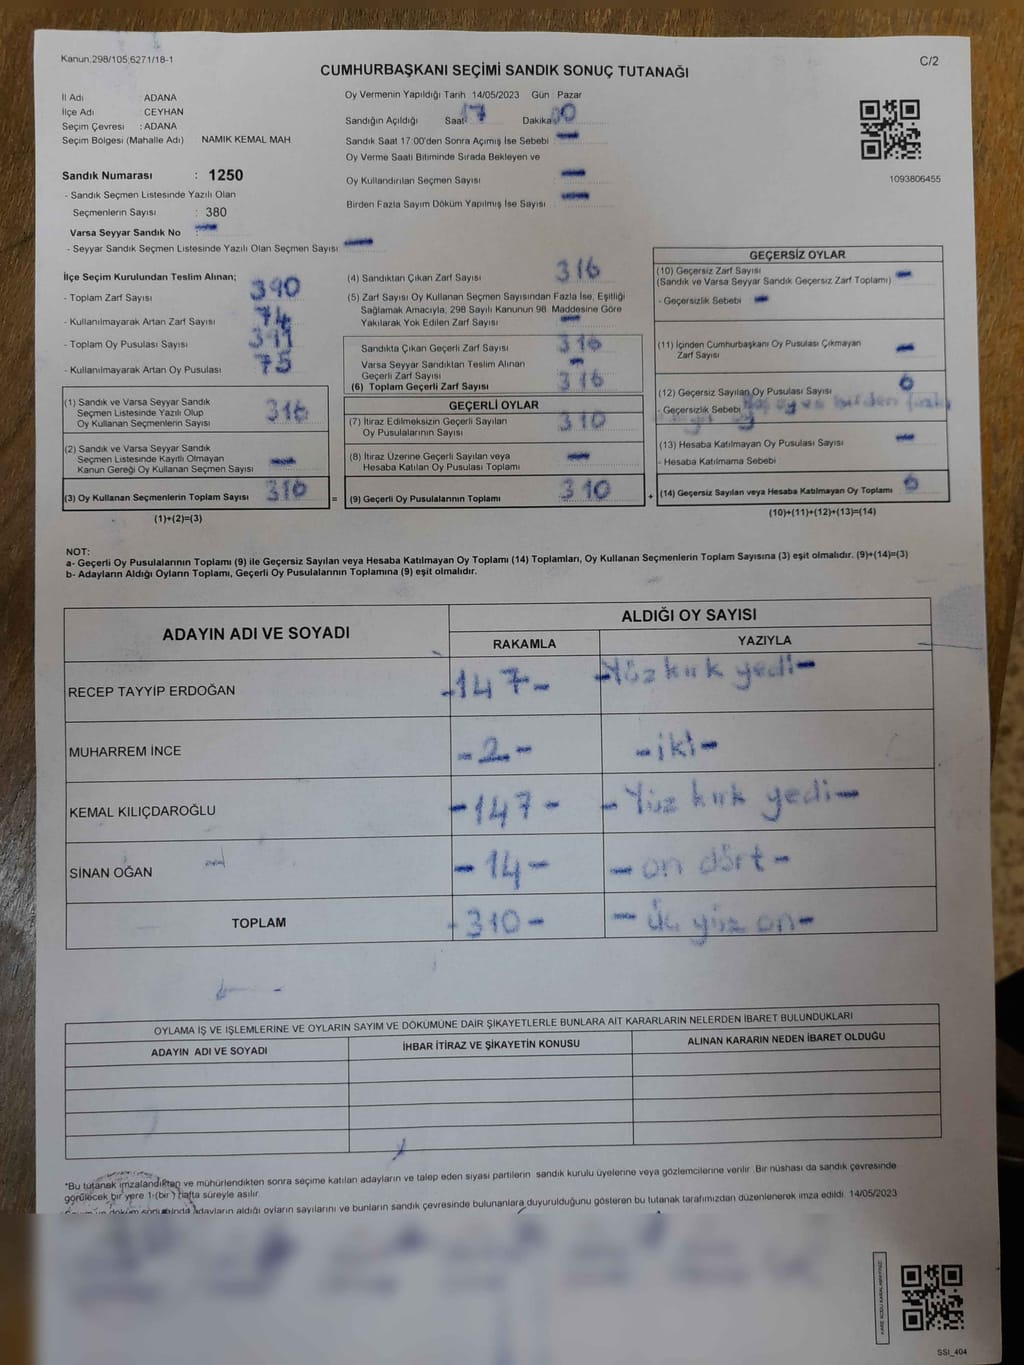 Kanun.298/105,6271/18-1
C/2
CUMHURBAŞKANI SEÇİMİ SANDIK SONUÇ TUTANAĞI
İl Adı : ADANA
İlçe Adı : CEYHAN
Seçim Çevresi : ADANA
Seçim Bölgesi (Mahalle Adı) NAMIK KEMAL MAH
Sandık Numarası : 1250
- Sandık Seçmen Listesinde Yazılı Olan
Seçmenlerin Sayısı : 380
Varsa Seyyar Sandık No :
- Seyyar Sandık Seçmen Listesinde Yazılı Olan Seçmen Sayısı
Oy Vermenin Yapıldığı Tarih 14/05/2023 Gün : Pazar
Sandığın Açıldığı Saat 17 Dakika 00
Sandık Saat 17:00'den Sonra Açımış İse Sebebi
Oy Verme Saati Bitiminde Sırada Bekleyen ve
Oy Kullandırılan Seçmen Sayısı
Birden Fazla Sayım Döküm Yapılmış İse Sayısı
1093806455
İlçe Seçim Kurulundan Teslim Alınan;
- Toplam Zarf Sayısı 390
- Kullanılmayarak Artan Zarf Sayısı 74
- Toplam Oy Pusulası Sayısı 391
- Kullanılmayarak Artan Oy Pusulası 75
(1) Sandık ve Varsa Seyyar Sandık
Seçmen Listesinde Yazılı Olup
Oy Kullanan Seçmenlerin Sayısı 316
(2) Sandık ve Varsa Seyyar Sandık
Seçmen Listesinde Kayıtlı Olmayan
Kanun Gereği Oy Kullanan Seçmen Sayısı
(3) Oy Kullanan Seçmenlerin Toplam Sayısı 316
(1)+(2)=(3)
(4) Sandıktan Çıkan Zarf Sayısı 316
(5) Zarf Sayısı Oy Kullanan Seçmen Sayısından Fazla İse, Eşitliği
Sağlamak Amacıyla, 298 Sayılı Kanunun 98. Maddesine Göre
Yakılarak Yok Edilen Zarf Sayısı
Sandıkta Çıkan Geçerli Zarf Sayısı 316
Varsa Seyyar Sandıktan Teslim Alınan
Geçerli Zarf Sayısı
(6) Toplam Geçerli Zarf Sayısı 316
GEÇERLİ OYLAR
(7) İtiraz Edilmeksizin Geçerli Sayılan
Oy Pusulalarının Sayısı 310
(8) İtiraz Üzerine Geçerli Sayılan veya
Hesaba Katılan Oy Pusulası Toplamı
= (9) Geçerli Oy Pusulalarının Toplamı 310 +
GEÇERSİZ OYLAR
(10) Geçersiz Zarf Sayısı
(Sandık ve Varsa Seyyar Sandık Geçersiz Zarf Toplamı)
- Geçersizlik Sebebi
(11) İçinden Cumhurbaşkanı Oy Pusulası Çıkmayan
Zarf Sayısı
(12) Geçersiz Sayılan Oy Pusulası Sayısı 6
- Geçersizlik Sebebi Boş oy ve birden fazla
oy
(13) Hesaba Katılmayan Oy Pusulası Sayısı
- Hesaba Katılmama Sebebi
(14) Geçersiz Sayılan veya Hesaba Katılmayan Oy Toplamı 6
(10)+(11)+(12)+(13)=(14)
NOT:
a- Geçerli Oy Pusulalarının Toplamı (9) ile Geçersiz Sayılan veya Hesaba Katılmayan Oy Toplamı (14) Toplamları, Oy Kullanan Seçmenlerin Toplam Sayısına (3) eşit olmalıdır. (9)+(14)=(3)
b- Adayların Aldığı Oyların Toplamı, Geçerli Oy Pusulalarının Toplamına (9) eşit olmalıdır.
ADAYIN ADI VE SOYADI ALDIĞI OY SAYISI
RAKAMLA YAZIYLA
RECEP TAYYİP ERDOĞAN -147- -Yüz kırk yedi-
MUHARREM İNCE -2- -iki-
KEMAL KILIÇDAROĞLU -147- -Yüz kırk yedi-
SİNAN OĞAN -14- -on dört-
TOPLAM -310- -üç yüz on-
OYLAMA İŞ VE İŞLEMLERİNE VE OYLARIN SAYIM VE DÖKÜMÜNE DAİR ŞİKAYETLERLE BUNLARA AİT KARARLARIN NELERDEN İBARET BULUNDUKLARI
ADAYIN ADI VE SOYADI İHBAR İTİRAZ VE ŞİKAYETİN KONUSU ALINAN KARARIN NEDEN İBARET OLDUĞU
*Bu tutanak imzalandıktan ve mühürlendikten sonra seçime katılan adayların ve talep eden siyasi partilerin sandık kurulu üyelerine veya gözlemcilerine verilir. Bir nüshası da sandık çevresinde
görülecek bir yere 1 (bir) hafta süreyle asılır.
adayların aldığı oyların sayılarını ve bunların sandık çevresinde bulunanlara duyurulduğunu gösteren bu tutanak tarafımızdan düzenlenerek imza edildi. 14/05/2023
SSİ_404